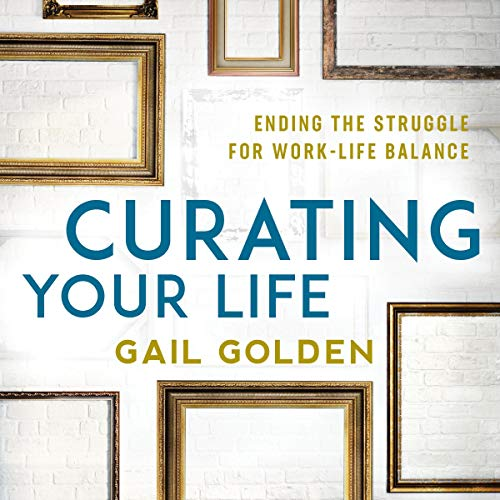 ENDING THE STRUGGLE
FOR WORK-LIFE BALANCE
CURATING
YOUR LIFE
GAIL GOLDEN